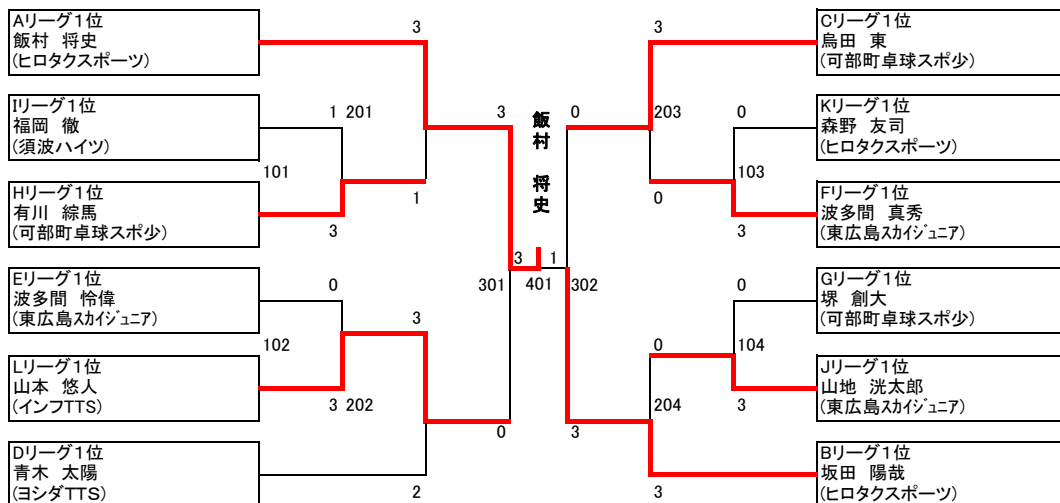 Aリーグ1位
飯村 将史
(ヒロタクスポーツ)
Iリーグ1位
福岡 徹
(須波ハイツ)
Hリーグ1位
有川 綜馬
(可部町卓球スポ少)
Eリーグ1位
波多間 怜偉
(東広島スカイジュニア)
Lリーグ1位
山本 悠人
(インフTTS)
Dリーグ1位
青木 太陽
(ヨシダTTS)
3
1 201
101
3
1
0
102
3
3 202
2
3
301
0
飯村 将史
3 1
401
0
302
3
3
203
0
0
103
3
0
0
104
204
3
3
Cリーグ1位
烏田 東
(可部町卓球スポ少)
Kリーグ1位
森野 友司
(ヒロタクスポーツ)
Fリーグ1位
波多間 真秀
(東広島スカイジュニア)
Gリーグ1位
堺 創大
(可部町卓球スポ少)
Jリーグ1位
山地 洸太郎
(東広島スカイジュニア)
Bリーグ1位
坂田 陽哉
(ヒロタクスポーツ)